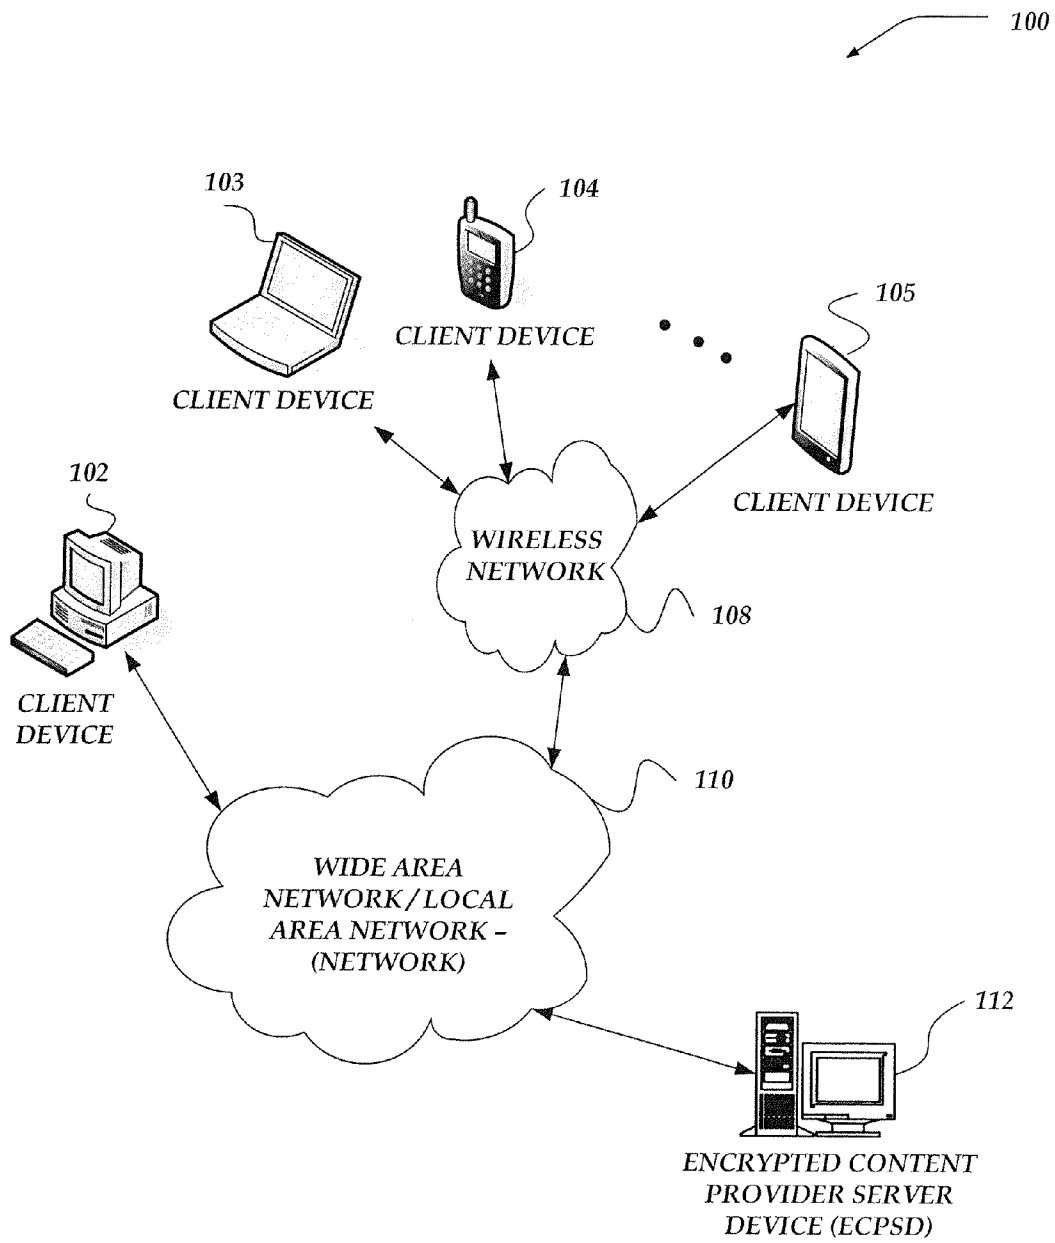 100
103
104
105
CLIENT DEVICE
CLIENT DEVICE
CLIENT DEVICE
102
WIRELESS
NETWORK
108
CLIENT
DEVICE
110
WIDE AREA
NETWORK/LOCAL
AREA NETWORK –
(NETWORK)
112
ENCRYPTED CONTENT
PROVIDER SERVER
DEVICE (ECPSD)